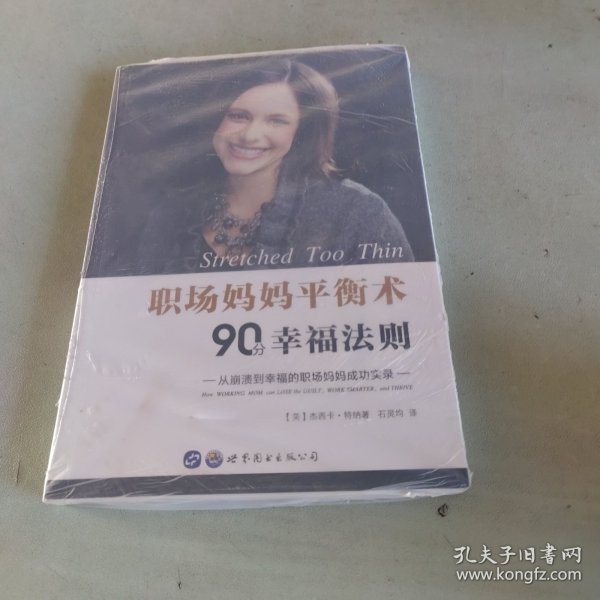 Stretched Too Thin
职场妈妈平衡术
90分幸福法则
—从崩溃到幸福的职场妈妈成功实录—
How WORKING MOM can LOSE the GUILT, WORK SMARTER, and THRIVE
【美】杰西卡·特纳著 石灵均 译
世界图书出版公司
孔夫子旧书网
www.kongfz.com